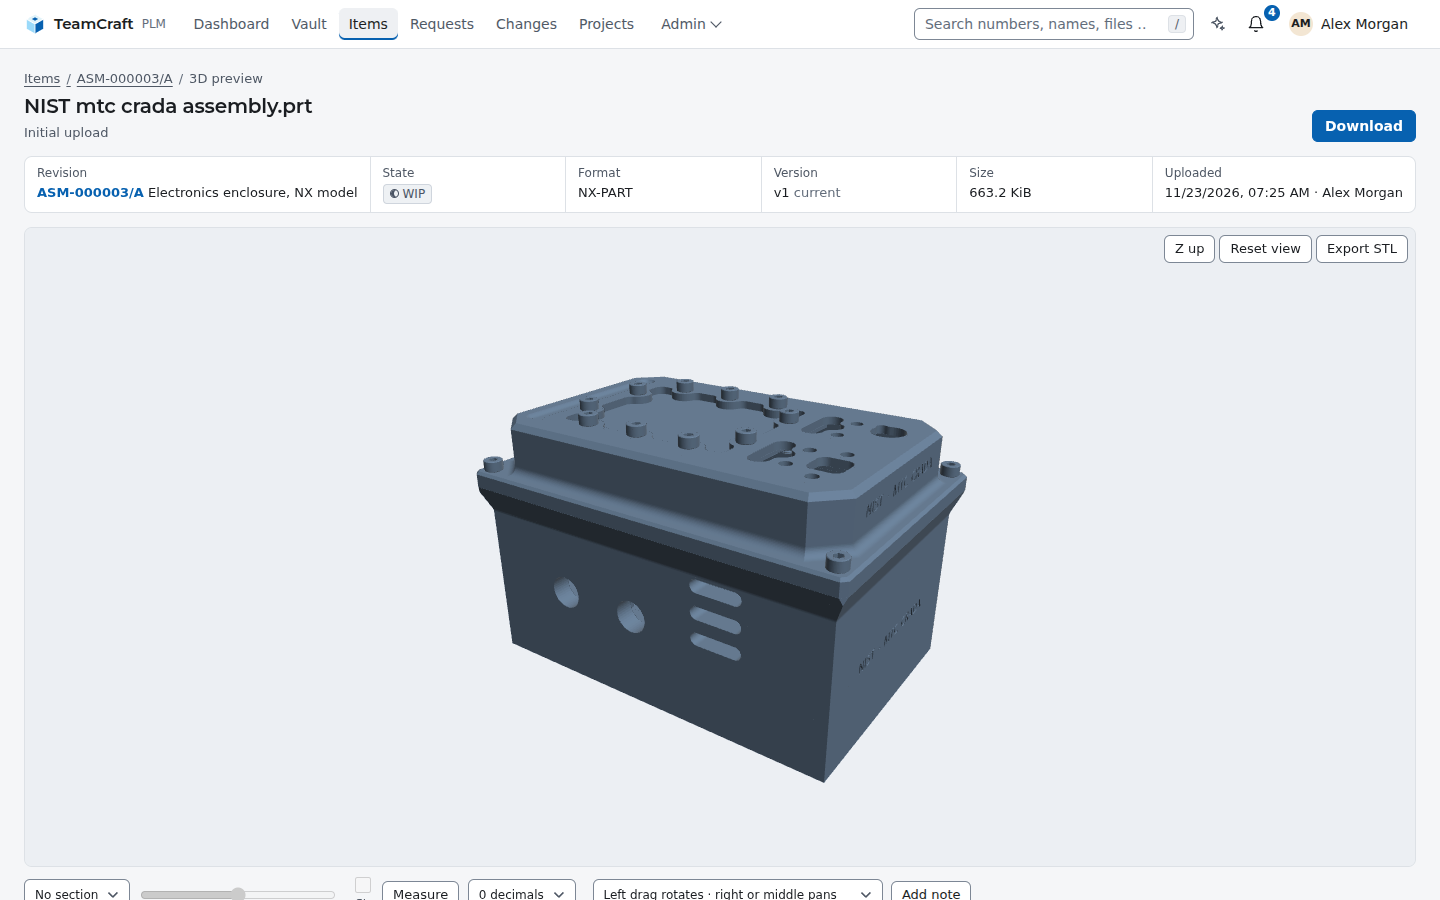 TeamCraft PLM Dashboard Vault Items Requests Changes Projects Admin Search numbers, names, files .. / 4 AM Alex Morgan
Items / ASM-000003/A / 3D preview
NIST mtc crada assembly.prt
Initial upload
Download
Revision
ASM-000003/A Electronics enclosure, NX model
State
WIP
Format
NX-PART
Version
v1 current
Size
663.2 KiB
Uploaded
11/23/2026, 07:25 AM · Alex Morgan
Z up Reset view Export STL
No section Measure 0 decimals Left drag rotates · right or middle pans Add note